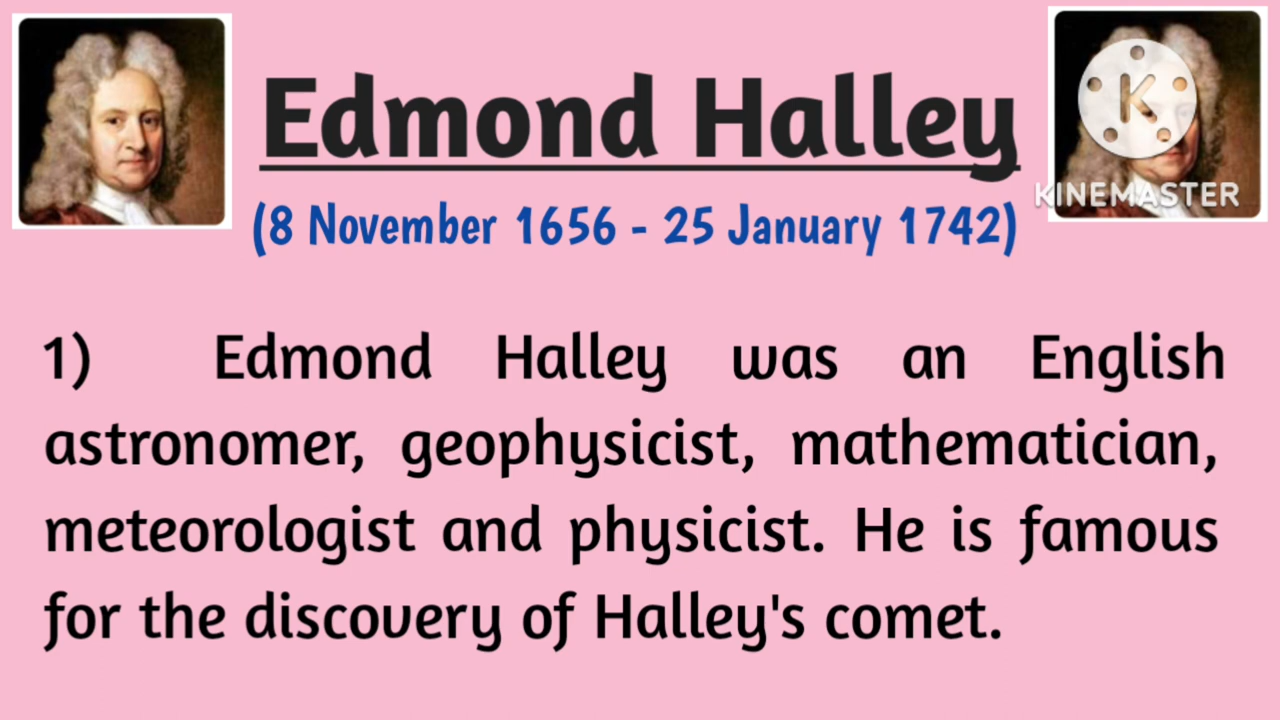 Edmond Halley
(8 November 1656 - 25 January 1742)
K
KINEMASTER
1) Edmond Halley was an English
astronomer, geophysicist, mathematician,
meteorologist and physicist. He is famous
for the discovery of Halley's comet.